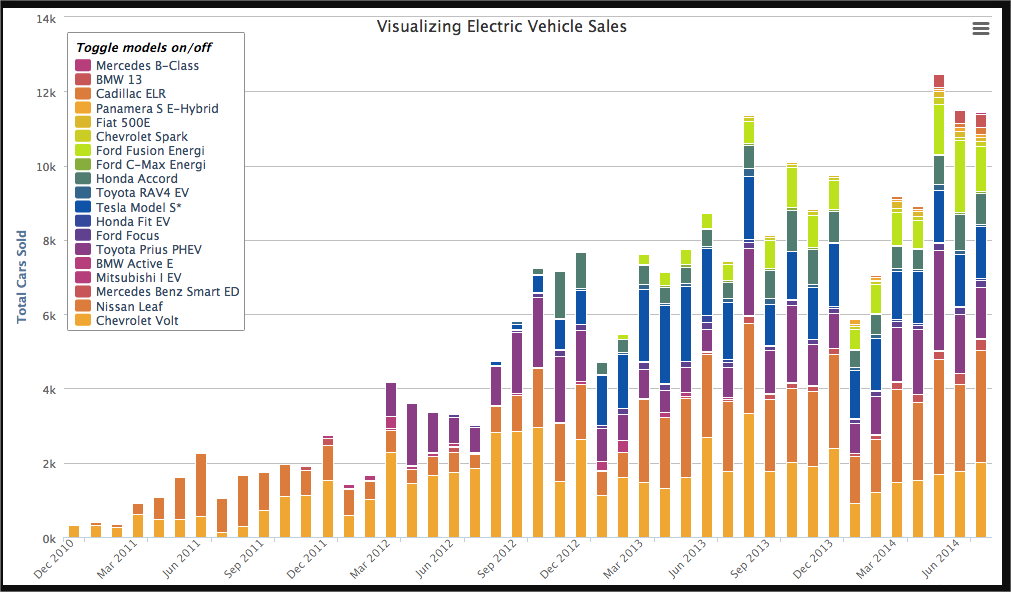 Visualizing Electric Vehicle Sales
14k
12k
10k
8k
6k
4k
2k
0k
Total Cars Sold
Toggle models on/off
Mercedes B-Class
BMW 13
Cadillac ELR
Panamera S E-Hybrid
Fiat 500E
Chevrolet Spark
Ford Fusion Energi
Ford C-Max Energi
Honda Accord
Toyota RAV4 EV
Tesla Model S*
Honda Fit EV
Ford Focus
Toyota Prius PHEV
BMW Active E
Mitsubishi I EV
Mercedes Benz Smart ED
Nissan Leaf
Chevrolet Volt
Dec 2010
Mar 2011
Jun 2011
Sep 2011
Dec 2011
Mar 2012
Jun 2012
Sep 2012
Dec 2012
Mar 2013
Jun 2013
Sep 2013
Dec 2013
Mar 2014
Jun 2014